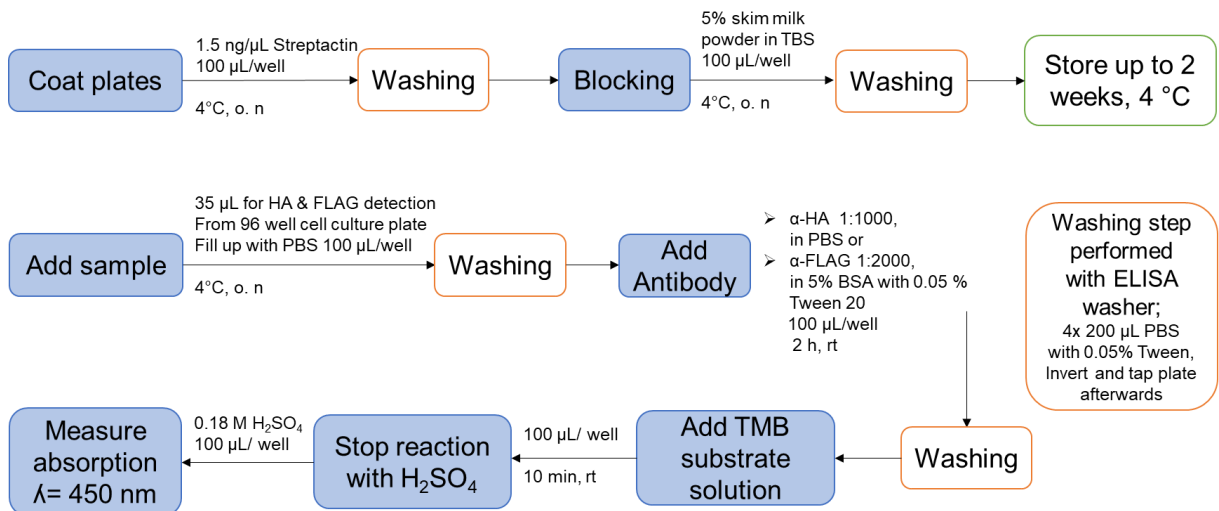 Coat plates
1.5 ng/µL Streptactin
100 µL/well
4°C, o. n
Washing
Blocking
5% skim milk
powder in TBS
100 µL/well
4°C, o. n
Washing
Store up to 2
weeks, 4 °C
Add sample
35 µL for HA & FLAG detection
From 96 well cell culture plate
Fill up with PBS 100 µL/well
4°C, o. n
Washing
Add
Antibody
➢ α-HA 1:1000,
in PBS or
➢ α-FLAG 1:2000,
in 5% BSA with 0.05 %
Tween 20
100 µL/well
2 h, rt
Washing step
performed
with ELISA
washer;
4x 200 µL PBS
with 0.05% Tween,
Invert and tap plate
afterwards
Washing
Add TMB
substrate
solution
100 µL/ well
10 min, rt
Stop reaction
with H₂SO₄
0.18 M H₂SO₄
100 µL/ well
Measure
absorption
ʎ= 450 nm